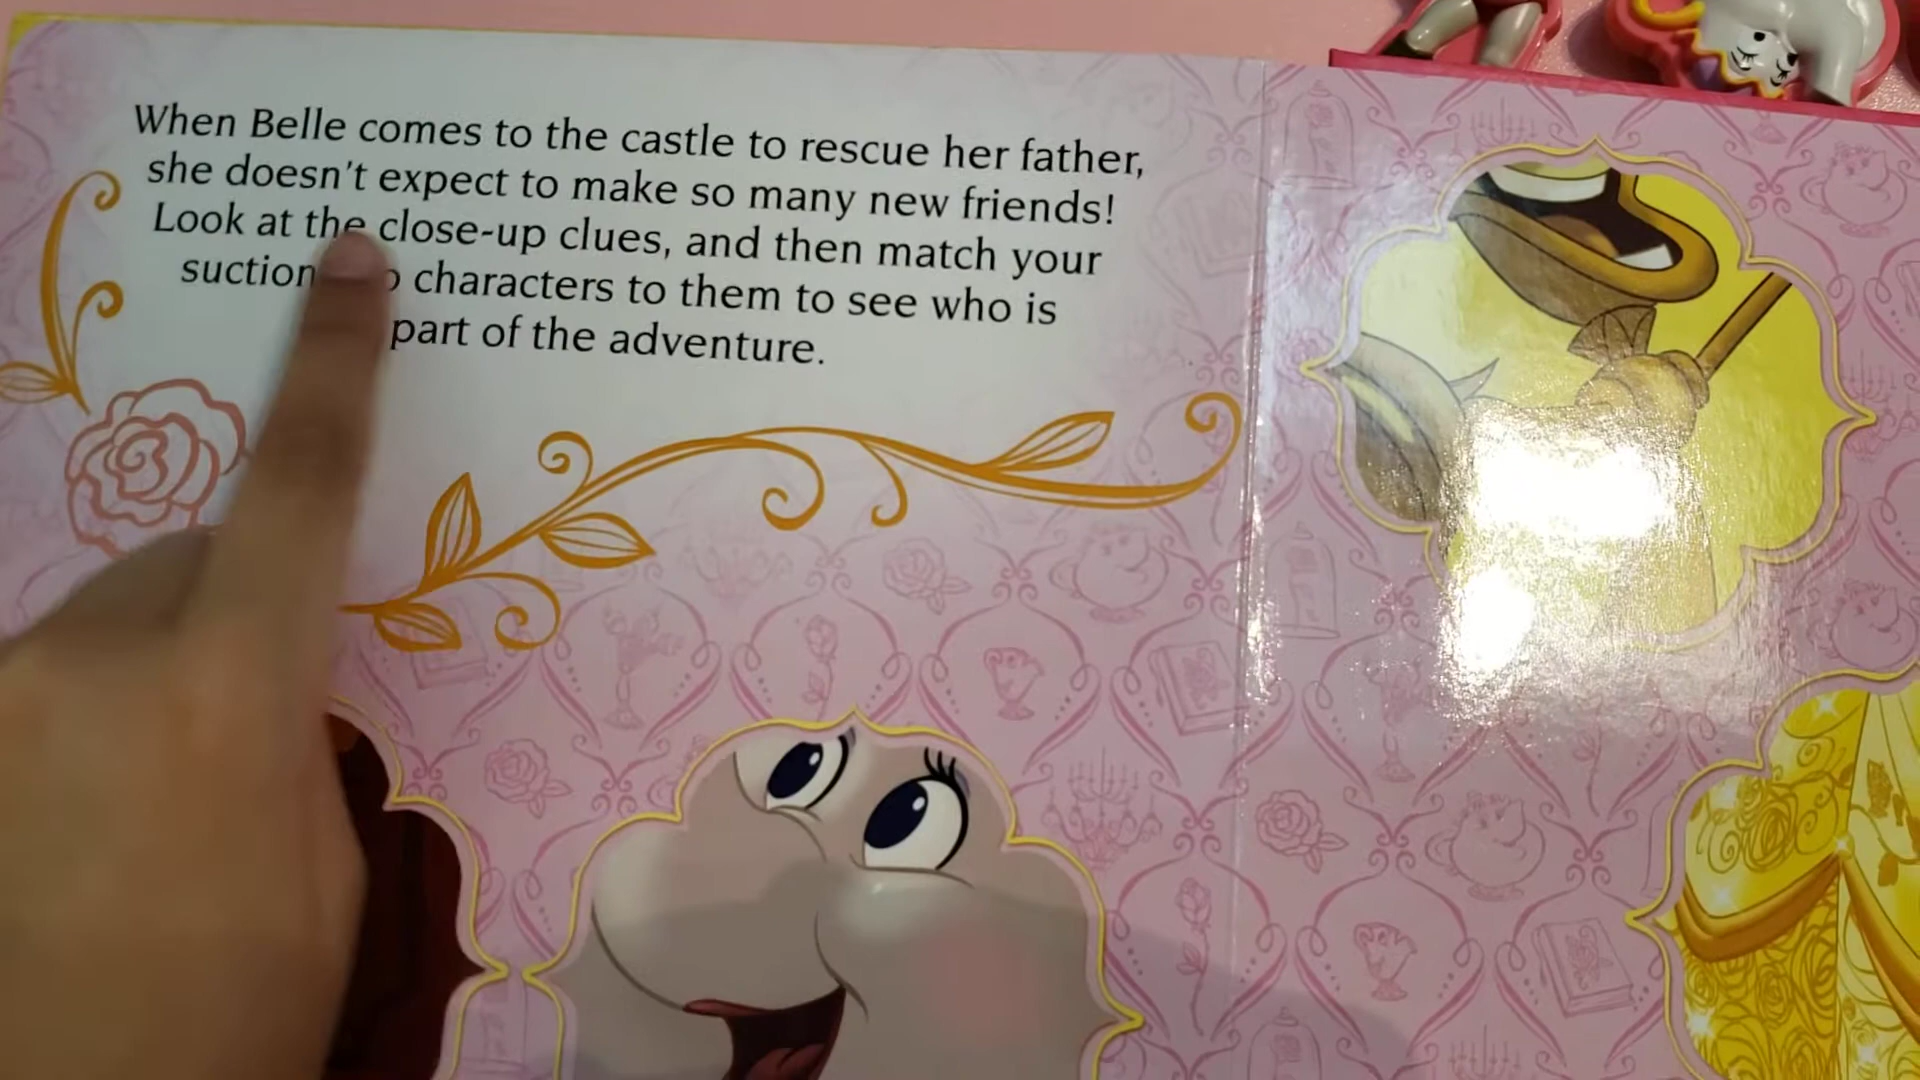 When Belle comes to the castle to rescue her father,
she doesn't expect to make so many new friends!
Look at the close-up clues, and then match your
suction characters to them to see who is
part of the adventure.